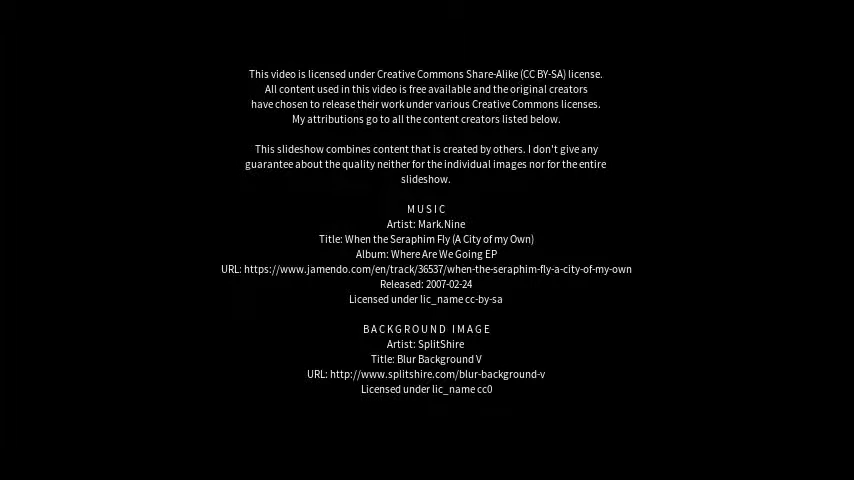 This video is licensed under Creative Commons Share-Alike (CC BY-SA) license.
All content used in this video is free available and the original creators
have chosen to release their work under various Creative Commons licenses.
My attributions go to all the content creators listed below.
This slideshow combines content that is created by others. I don't give any
guarantee about the quality neither for the individual images nor for the entire
slideshow.
MUSIC
Artist: Mark.Nine
Title: When the Seraphim Fly (A City of my Own)
Album: Where Are We Going EP
URL: https://www.jamendo.com/en/track/36537/when-the-seraphim-fly-a-city-of-my-own
Released: 2007-02-24
Licensed under lic_name cc-by-sa
BACKGROUND IMAGE
Artist: SplitShire
Title: Blur Background V
URL: http://www.splitshire.com/blur-background-v
Licensed under lic_name cc0